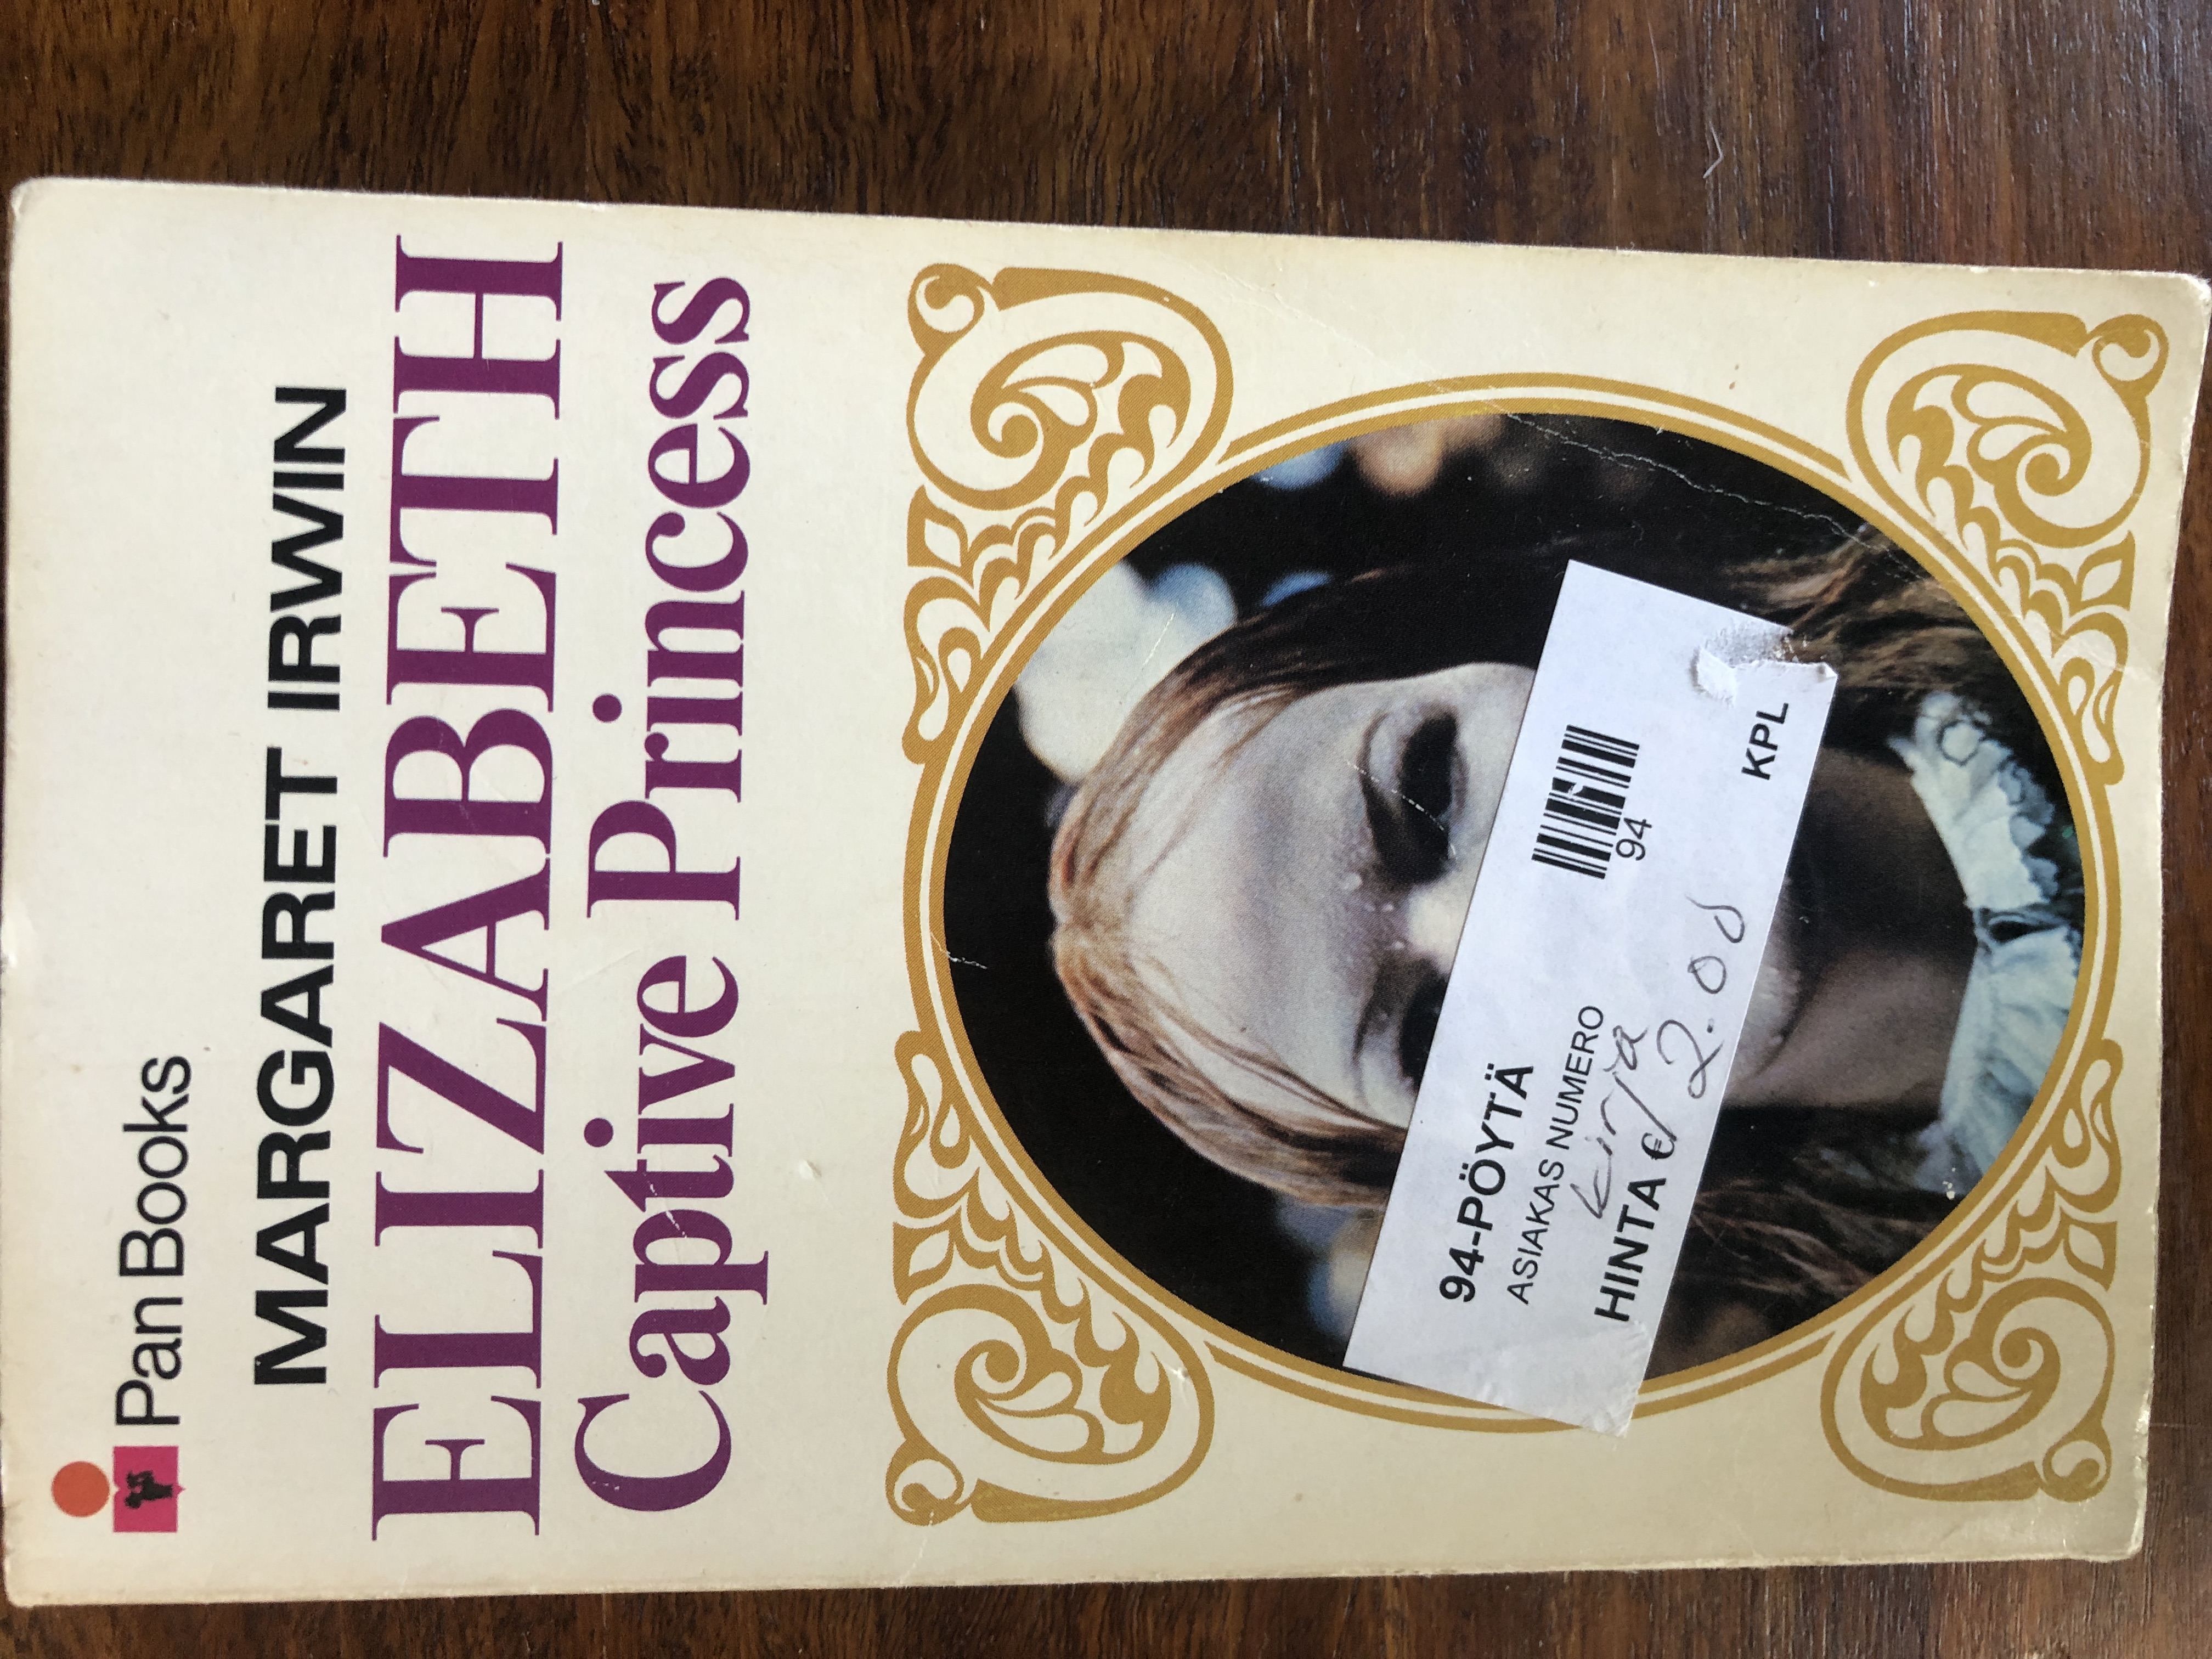 Pan Books
MARGARET IRWIN
ELIZABETH
Captive Princess
94-PÖYTÄ
ASIAKAS NUMERO
94
kirja
HINTA € 2.00
KPL